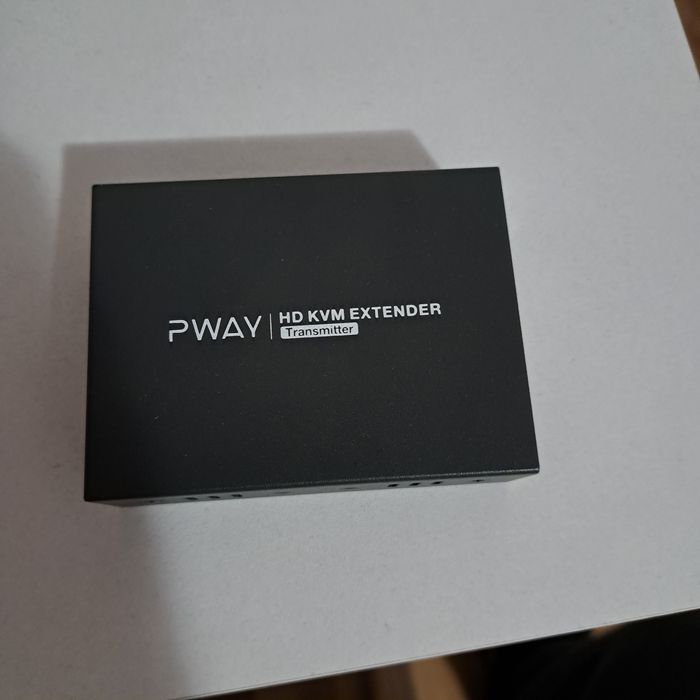 PWAY
HD KVM EXTENDER
Transmitter